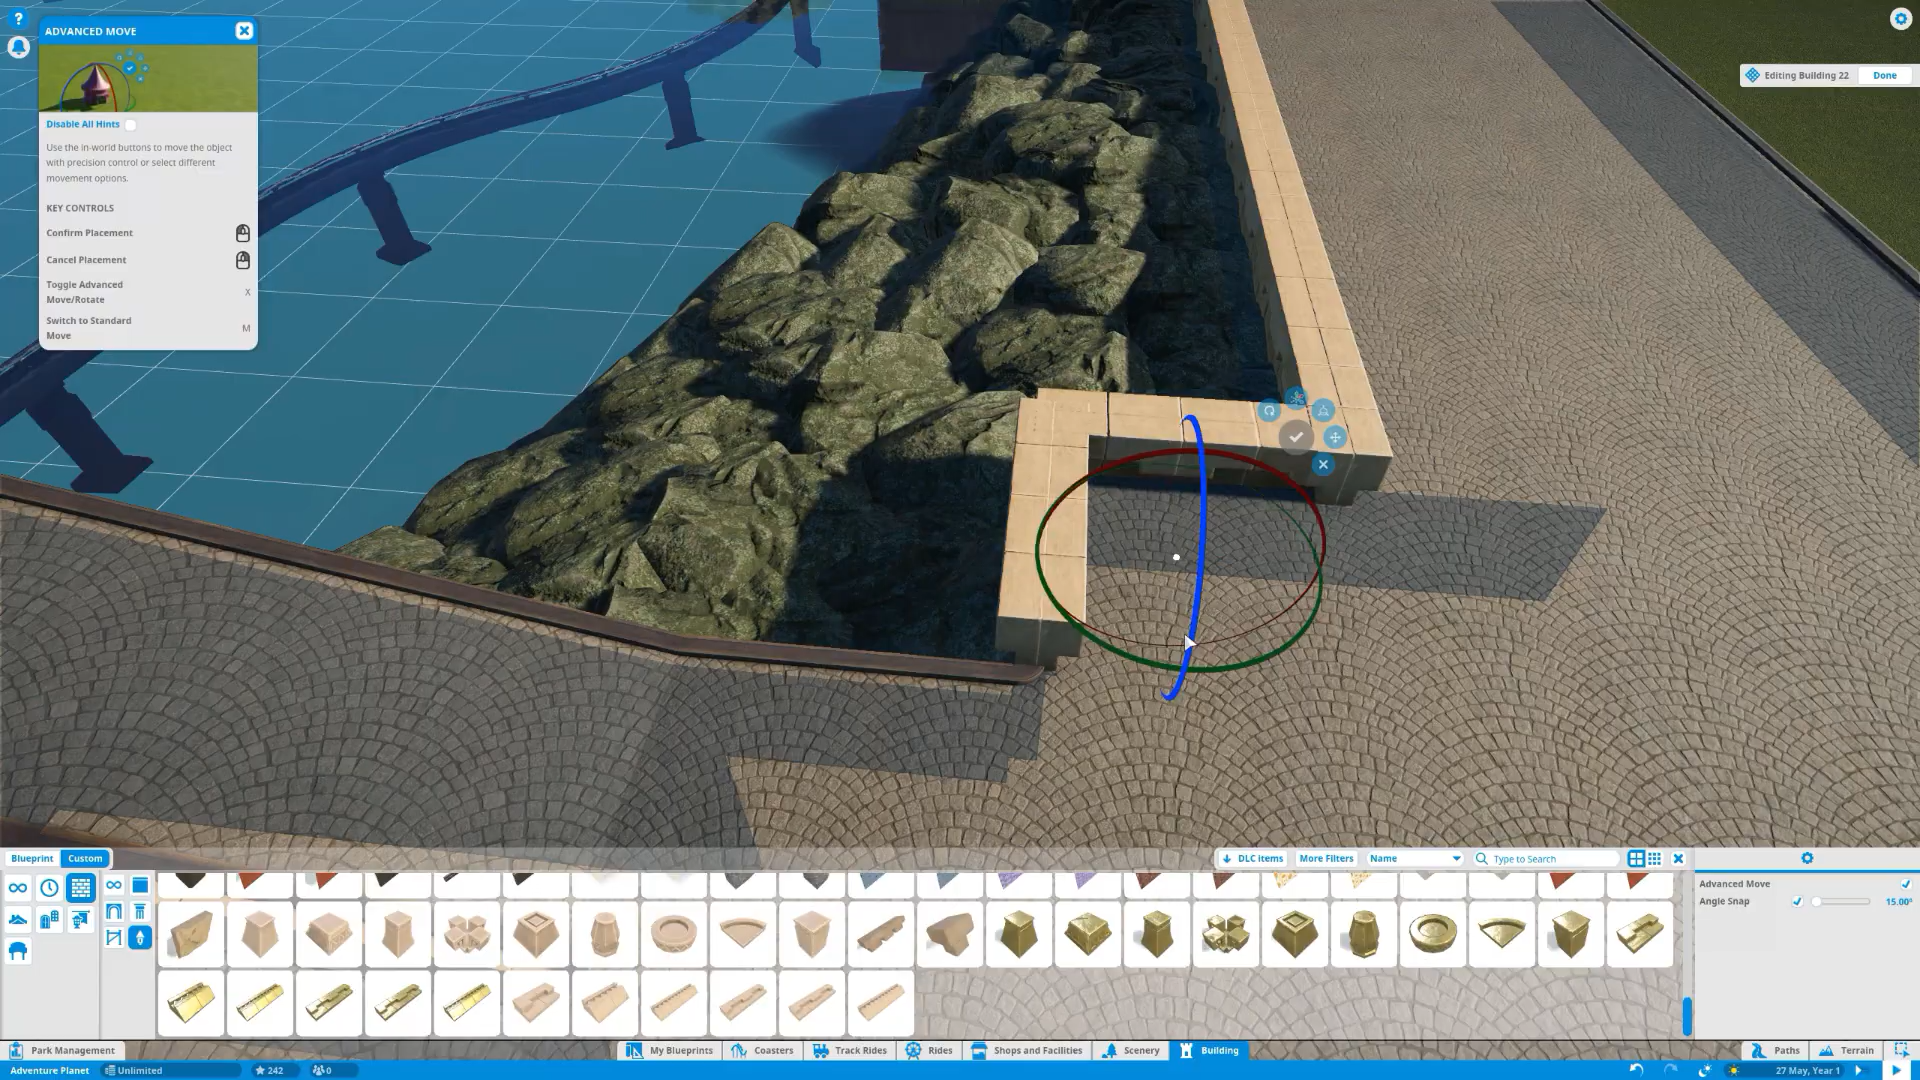 ?
ADVANCED MOVE
Disable All Hints
Use the in-world buttons to move the object
with precision control or select different
movement options.
KEY CONTROLS
Confirm Placement
Cancel Placement
Toggle Advanced
Move/Rotate
X
Switch to Standard
Move
M
Editing Building 22
Done
Blueprint
Custom
DLC items
More Filters
Name
Type to Search
Advanced Move
Angle Snap
15.00°
Park Management
My Blueprints
Coasters
Track Rides
Rides
Shops and Facilities
Scenery
Building
Paths
Terrain
Adventure Planet
Unlimited
242
0
27 May, Year 1